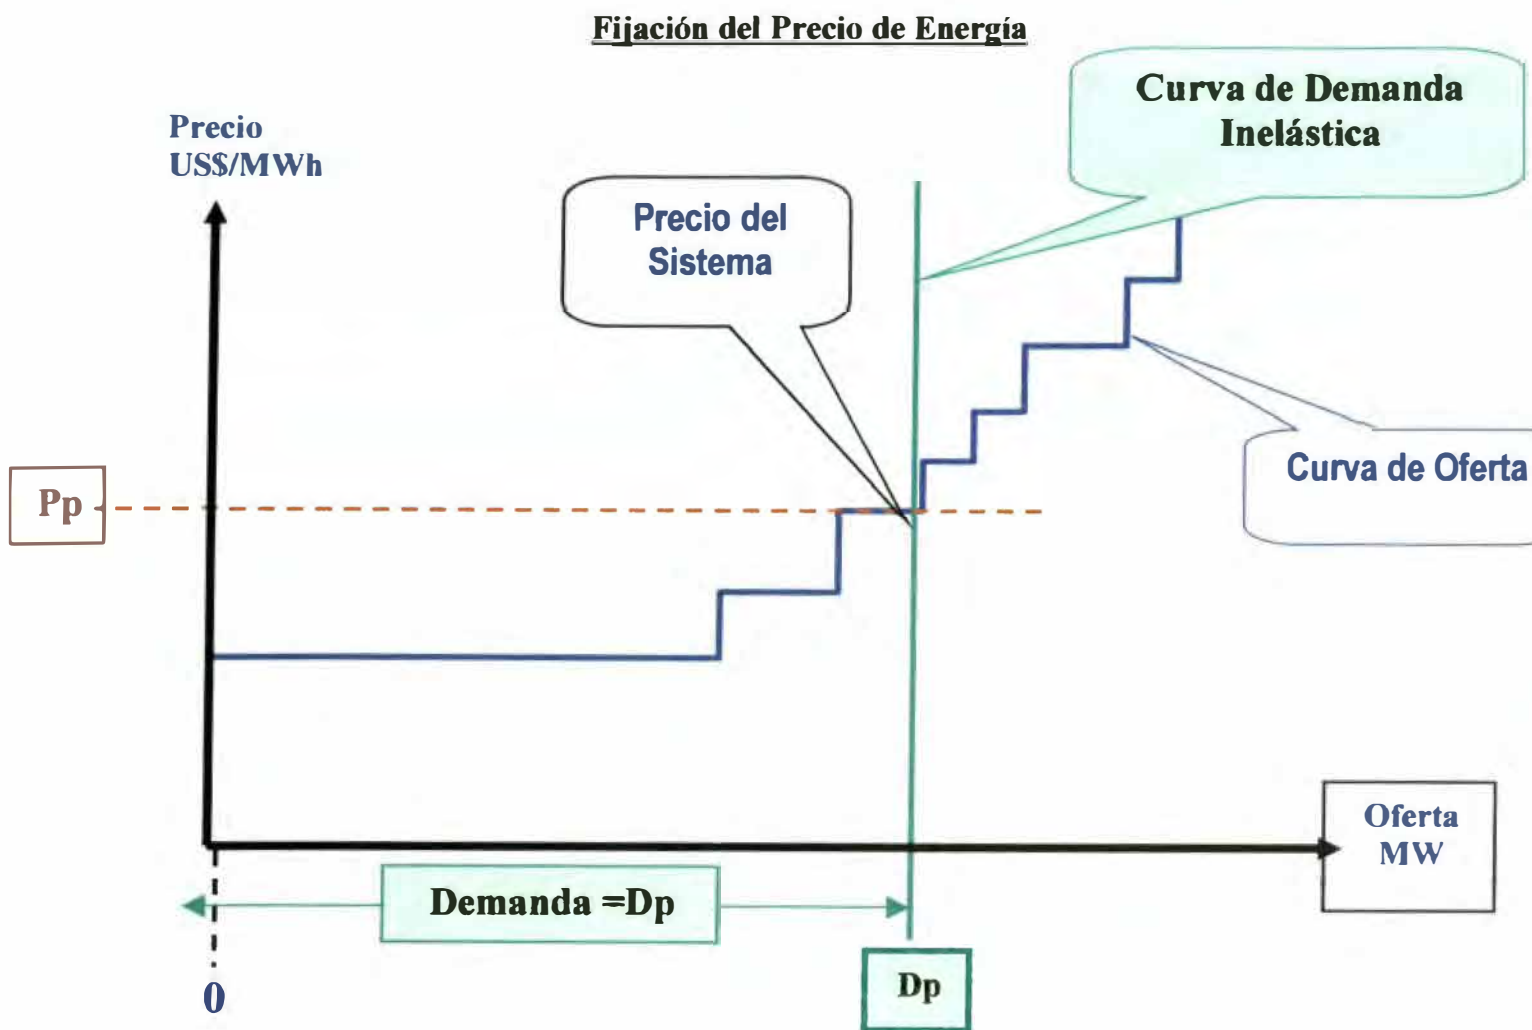 Fijación del Precio de Energía
Curva de Demanda
Inelástica
Precio
US$/MWh
Precio del
Sistema
Curva de Oferta
Pp
Oferta
MW
Demanda =Dp
Dp
0